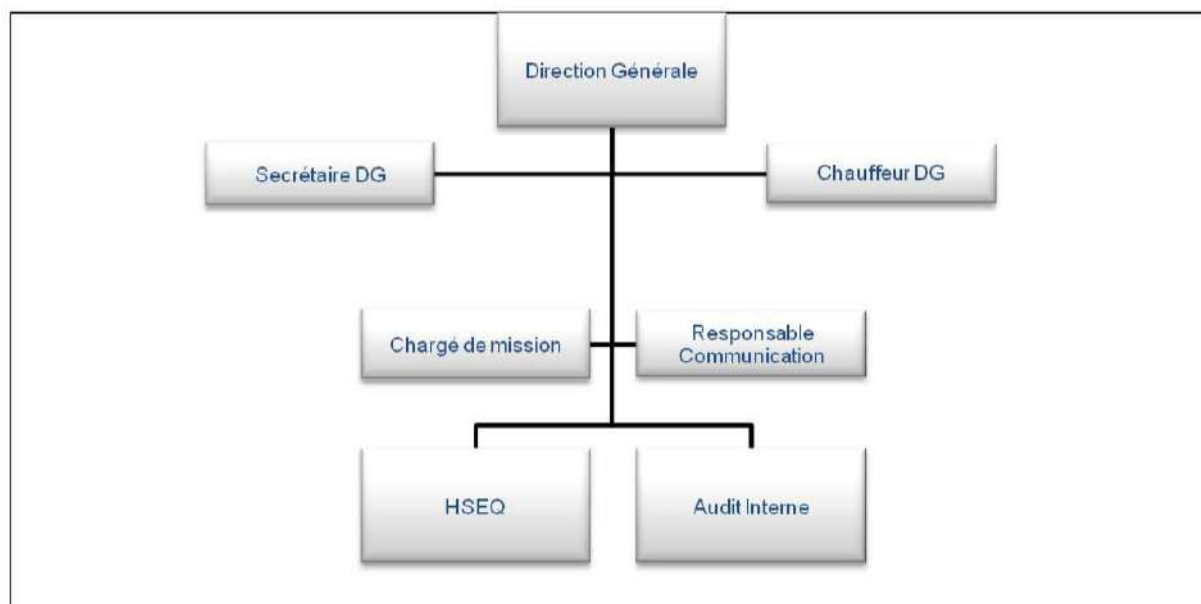 Direction Générale
Secrétaire DG
Chauffeur DG
Chargé de mission
Responsable
Communication
HSEQ
Audit Interne